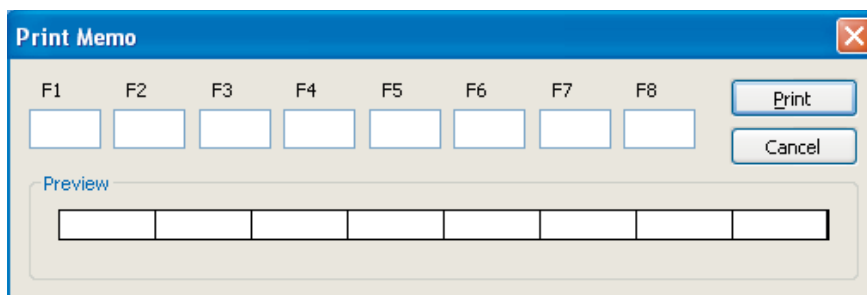 Print Memo
F1 F2 F3 F4 F5 F6 F7 F8
Print
Cancel
Preview